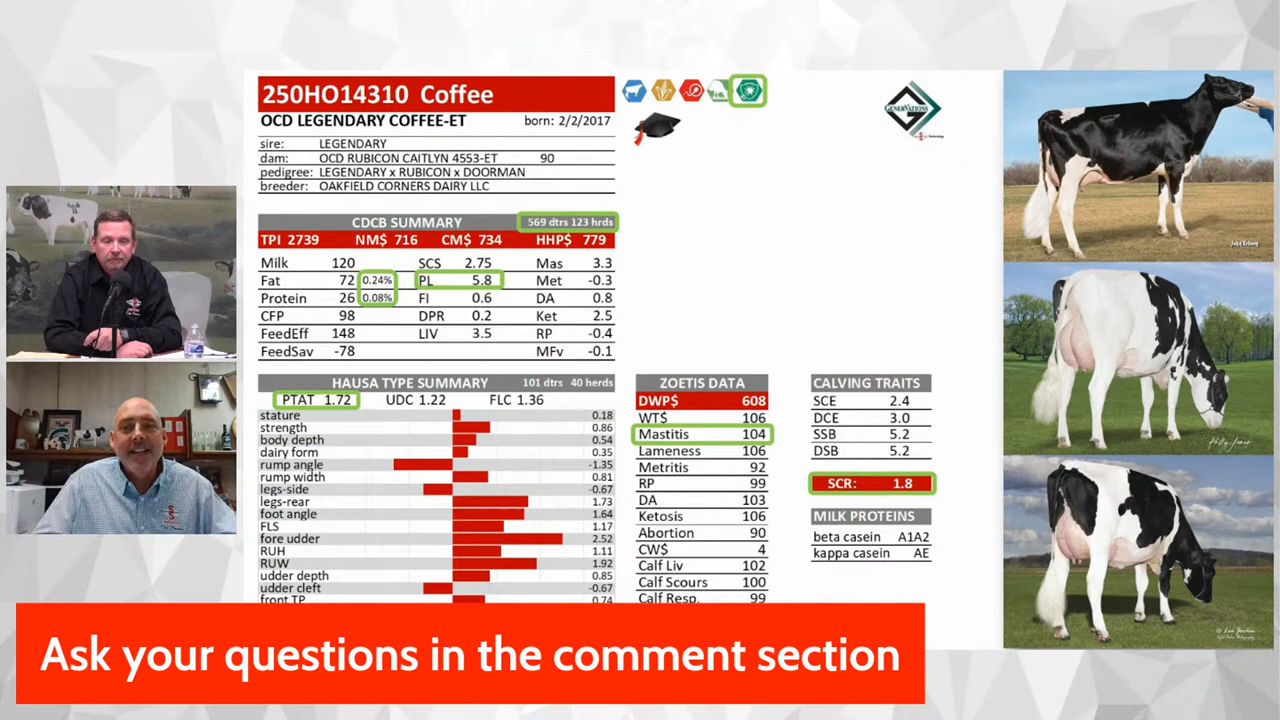 250HO14310 Coffee
OCD LEGENDARY COFFEE-ET born: 2/2/2017
sire: LEGENDARY
dam: OCD RUBICON CAITLYN 4553-ET 90
pedigree: LEGENDARY x RUBICON x DOORMAN
breeder: OAKFIELD CORNERS DAIRY LLC
CDCB SUMMARY 569 dtrs 123 hrds
TPI 2739 NM$ 716 CM$ 734 HHP$ 779
Milk 120 SCS 2.75 Mas 3.3
Fat 72 0.24% PL 5.8 Met -0.3
Protein 26 0.08% FI 0.6 DA 0.8
CFP 98 DPR 0.2 Ket 2.5
FeedEff 148 LIV 3.5 RP -0.4
FeedSav -78 MFv -0.1
HAUSA TYPE SUMMARY 101 dtrs 40 herds
PTAT 1.72 UDC 1.22 FLC 1.36
stature 0.18
strength 0.86
body depth 0.54
dairy form 0.35
rump angle -1.35
rump width 0.81
legs-side -0.67
legs-rear 1.73
foot angle 1.64
FLS 1.17
fore udder 2.52
RUH 1.11
RUW 1.92
udder depth 0.85
udder cleft -0.67
front TP 0.74
ZOETIS DATA
DWP$ 608
WT$ 106
Mastitis 104
Lameness 106
Metritis 92
RP 99
DA 103
Ketosis 106
Abortion 90
CW$ 4
Calf Liv 102
Calf Scours 100
Calf Resp. 99
CALVING TRAITS
SCE 2.4
DCE 3.0
SSB 5.2
DSB 5.2
SCR: 1.8
MILK PROTEINS
beta casein A1A2
kappa casein AE
GENERVATIONS
Ask your questions in the comment section